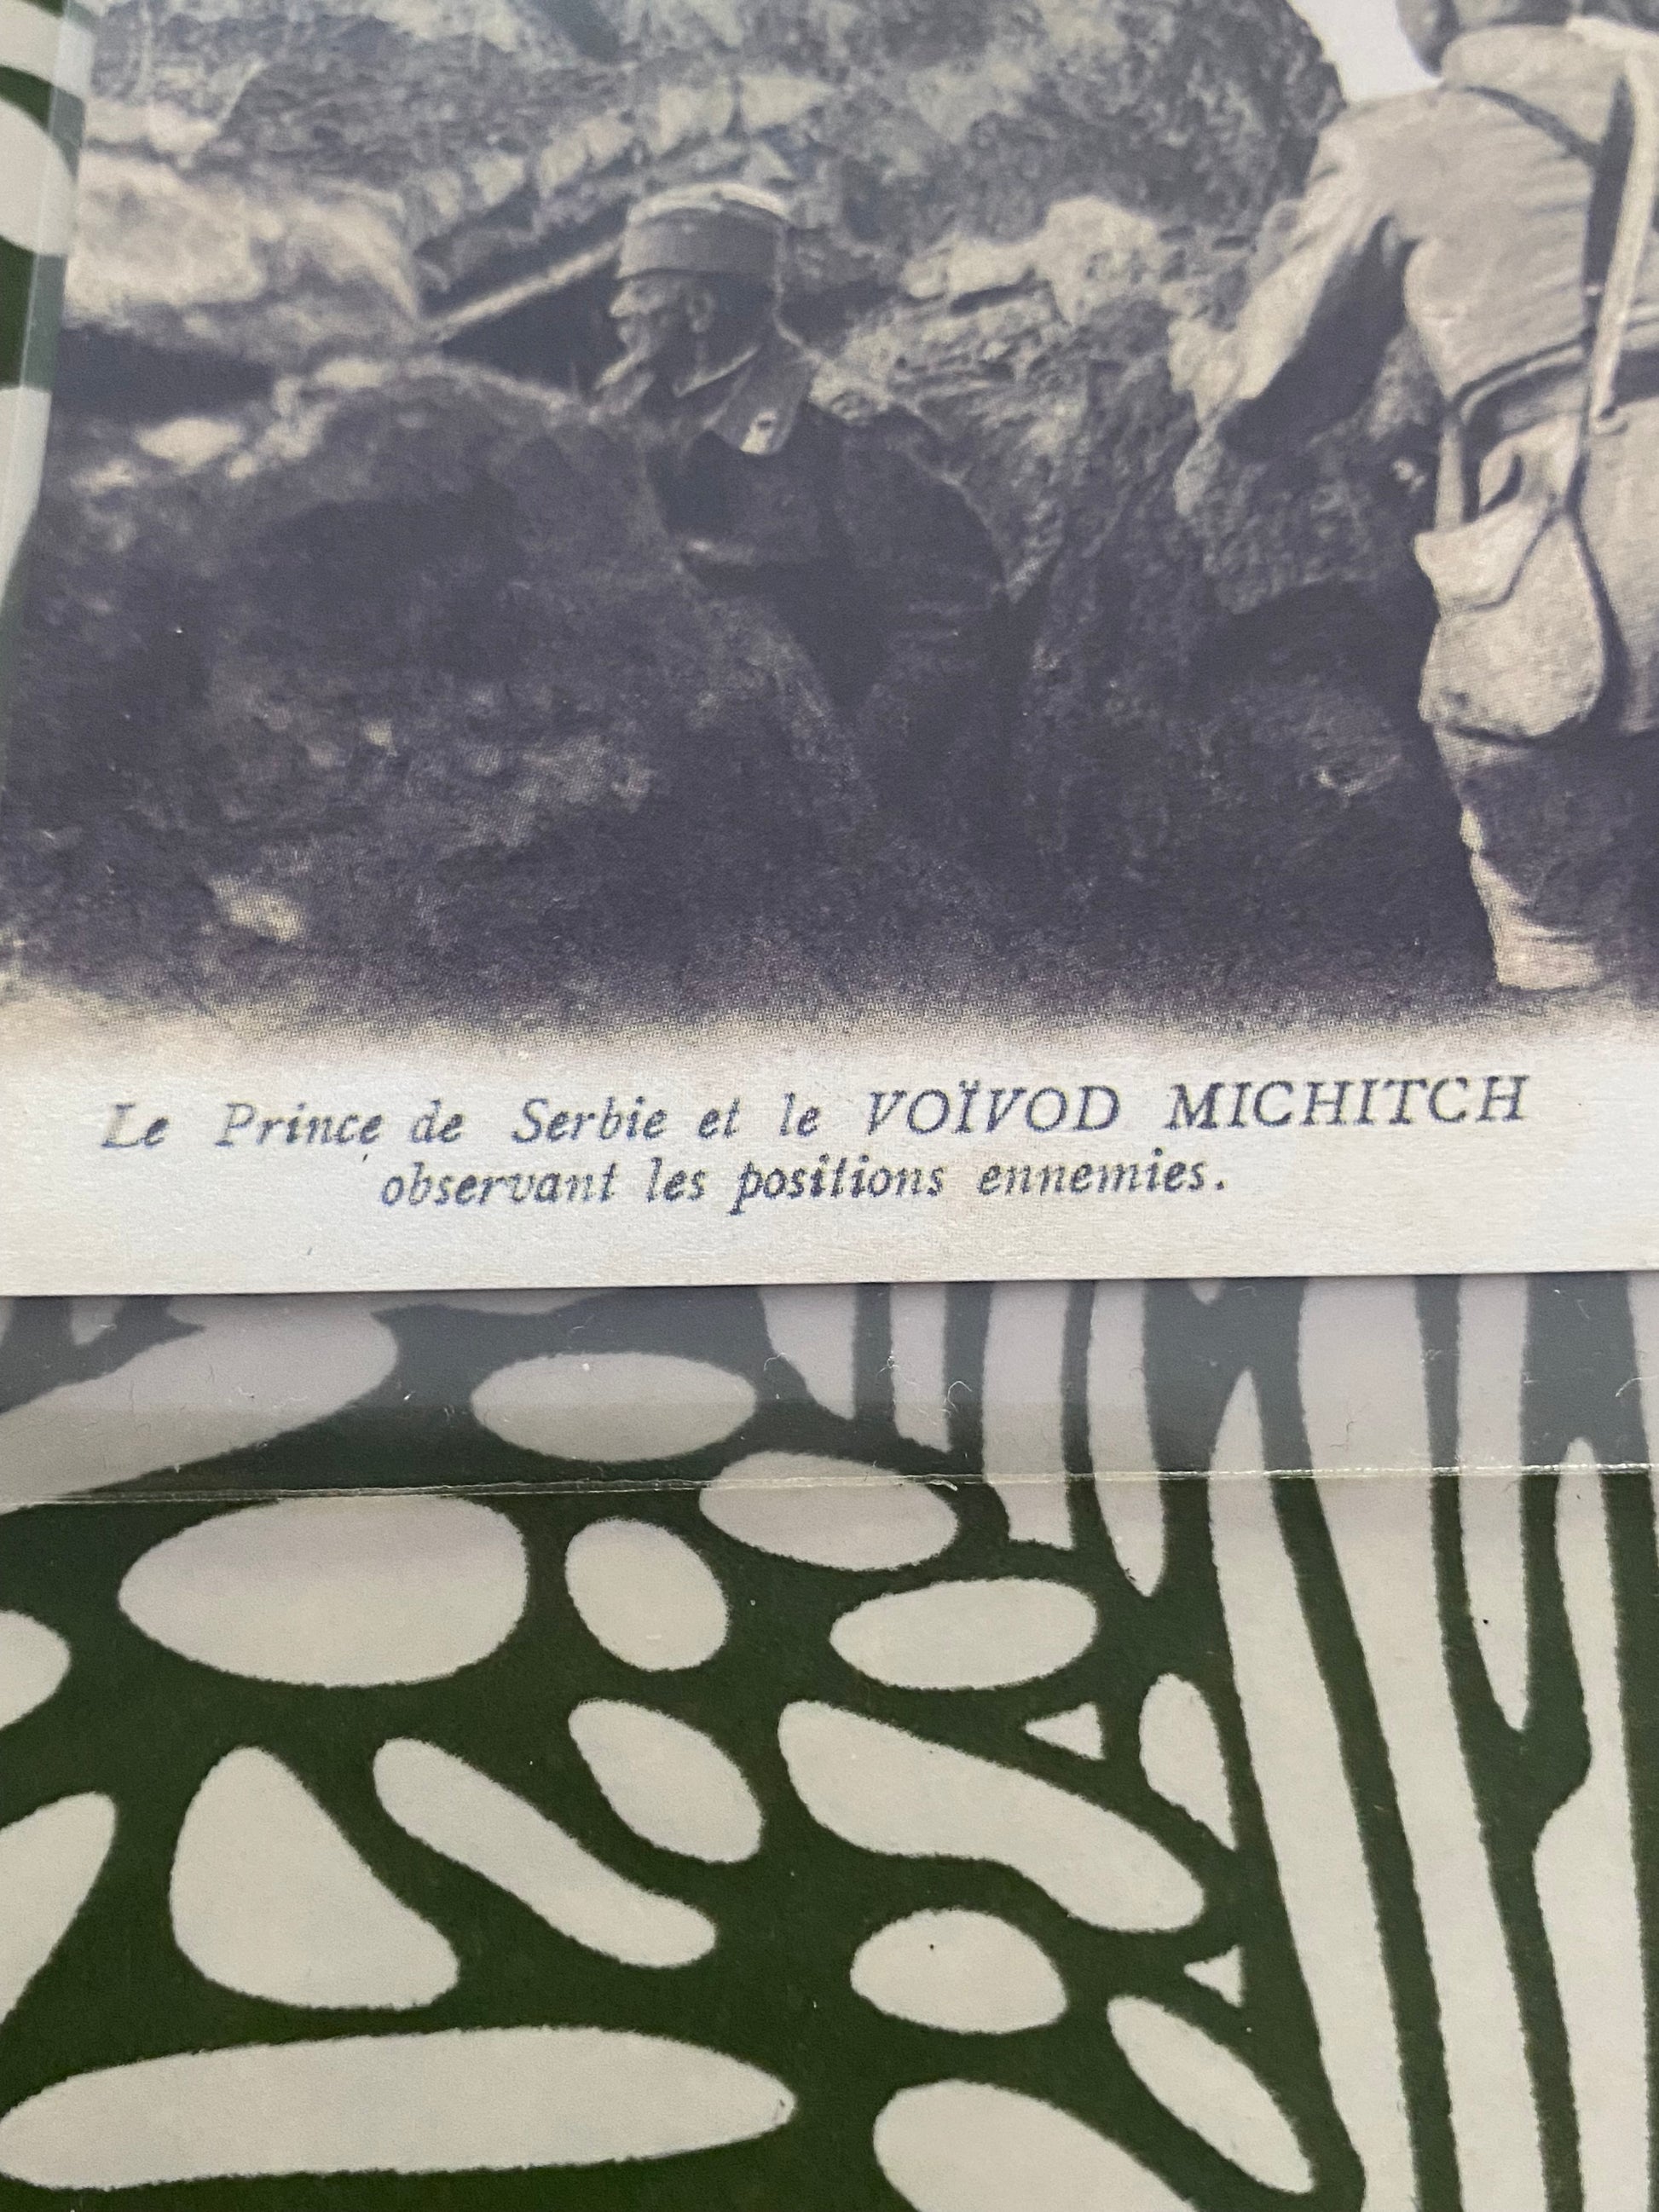 Le Prince de Serbie et le VOÏVOD MICHITCH
observant les positions ennemies.